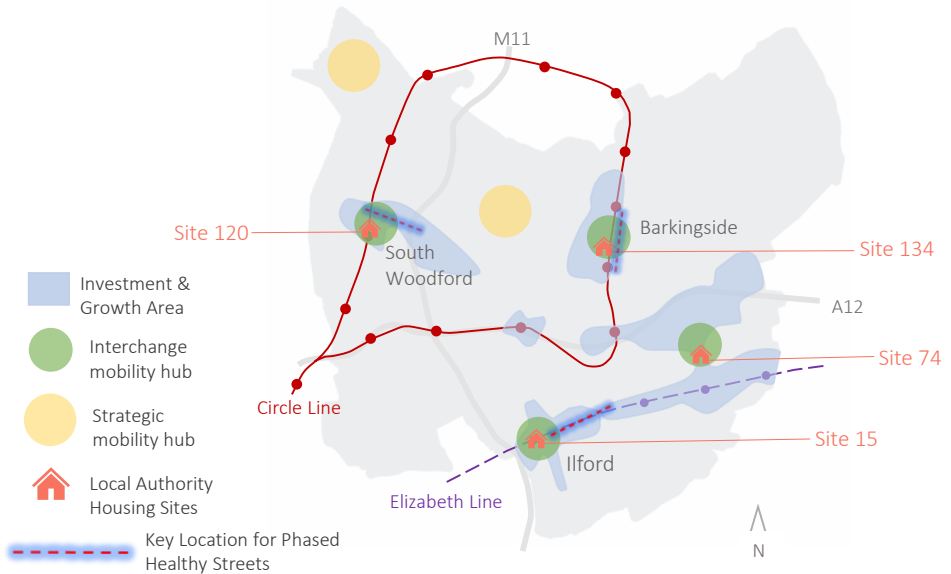 M11
Site 120
South
Woodford
Barkingside
Site 134
Investment &
Growth Area
A12
Interchange
mobility hub
Site 74
Circle Line
Strategic
mobility hub
Site 15
Ilford
Local Authority
Housing Sites
Elizabeth Line
Key Location for Phased
Healthy Streets
N